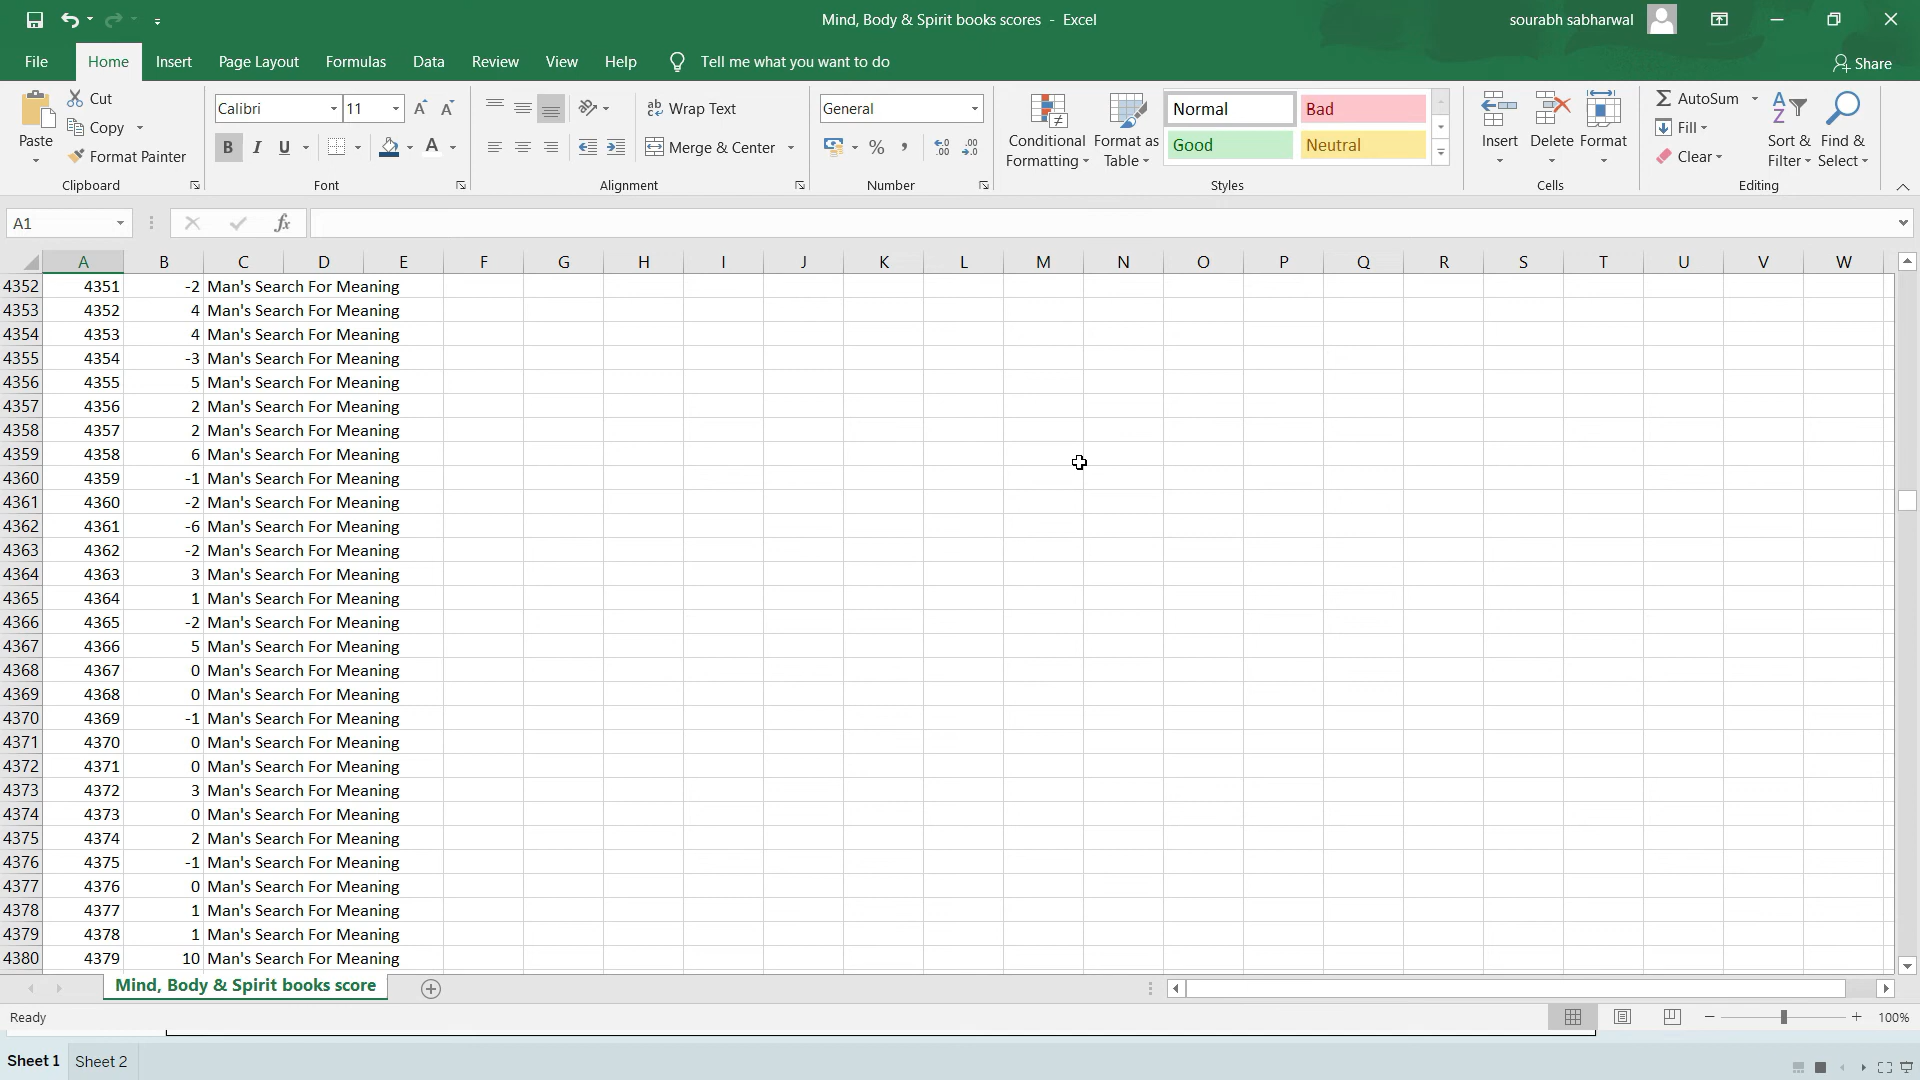 Mind, Body & Spirit books scores - Excel
sourabh sabharwal
File Home Insert Page Layout Formulas Data Review View Help Tell me what you want to do
Share
Cut
Copy
Format Painter
Paste
Clipboard
Calibri 11
B I U
Font
Wrap Text
Merge & Center
Alignment
General
%
Number
Conditional Formatting
Format as Table
Normal Bad
Good Neutral
Styles
Insert Delete Format
Cells
AutoSum
Fill
Clear
Sort & Filter
Find & Select
Editing
A1 fx
A B C D E F G H I J K L M N O P Q R S T U V W
4352 4351 -2 Man's Search For Meaning
4353 4352 4 Man's Search For Meaning
4354 4353 4 Man's Search For Meaning
4355 4354 -3 Man's Search For Meaning
4356 4355 5 Man's Search For Meaning
4357 4356 2 Man's Search For Meaning
4358 4357 2 Man's Search For Meaning
4359 4358 6 Man's Search For Meaning
4360 4359 -1 Man's Search For Meaning
4361 4360 -2 Man's Search For Meaning
4362 4361 -6 Man's Search For Meaning
4363 4362 -2 Man's Search For Meaning
4364 4363 3 Man's Search For Meaning
4365 4364 1 Man's Search For Meaning
4366 4365 -2 Man's Search For Meaning
4367 4366 5 Man's Search For Meaning
4368 4367 0 Man's Search For Meaning
4369 4368 0 Man's Search For Meaning
4370 4369 -1 Man's Search For Meaning
4371 4370 0 Man's Search For Meaning
4372 4371 0 Man's Search For Meaning
4373 4372 3 Man's Search For Meaning
4374 4373 0 Man's Search For Meaning
4375 4374 2 Man's Search For Meaning
4376 4375 -1 Man's Search For Meaning
4377 4376 0 Man's Search For Meaning
4378 4377 1 Man's Search For Meaning
4379 4378 1 Man's Search For Meaning
4380 4379 10 Man's Search For Meaning
Mind, Body & Spirit books score
Ready
100%
Sheet 1 Sheet 2